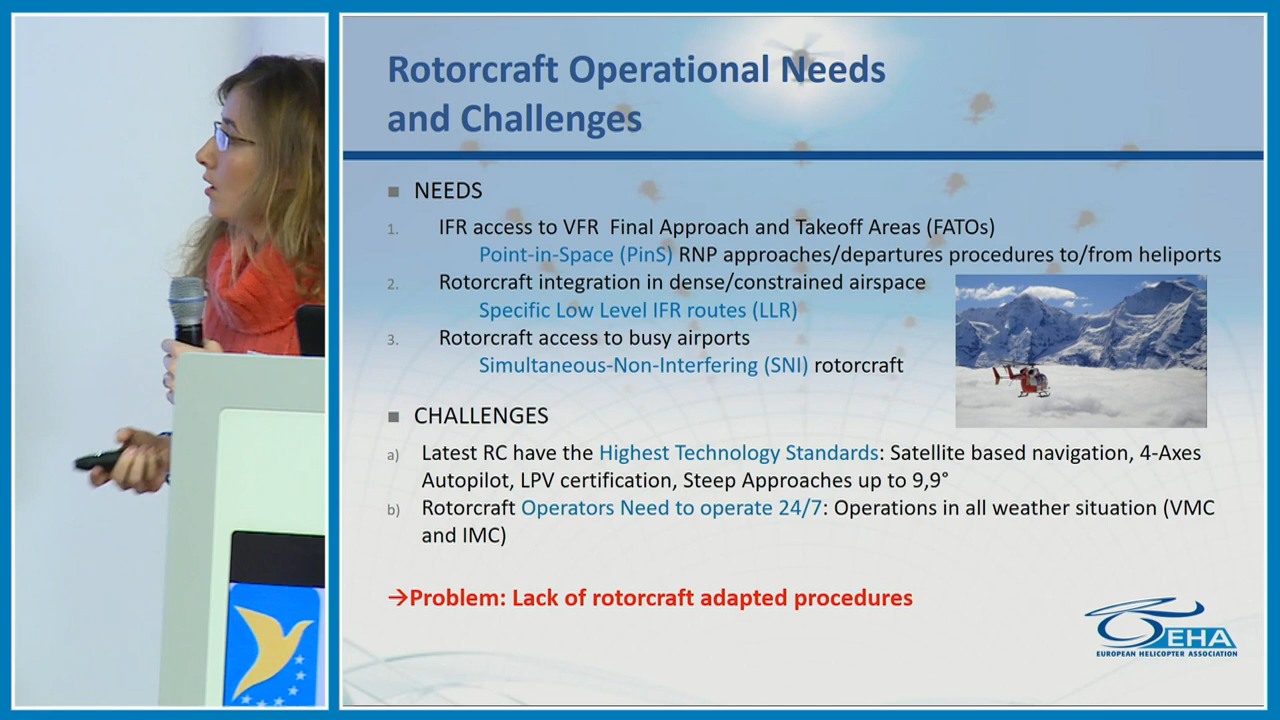 Rotorcraft Operational Needs
and Challenges
■ NEEDS
1. IFR access to VFR Final Approach and Takeoff Areas (FATOs)
Point-in-Space (PinS) RNP approaches/departures procedures to/from heliports
2. Rotorcraft integration in dense/constrained airspace
Specific Low Level IFR routes (LLR)
3. Rotorcraft access to busy airports
Simultaneous-Non-Interfering (SNI) rotorcraft
■ CHALLENGES
a) Latest RC have the Highest Technology Standards: Satellite based navigation, 4-Axes
Autopilot, LPV certification, Steep Approaches up to 9,9°
b) Rotorcraft Operators Need to operate 24/7: Operations in all weather situation (VMC
and IMC)
→Problem: Lack of rotorcraft adapted procedures
EHA
EUROPEAN HELICOPTER ASSOCIATION